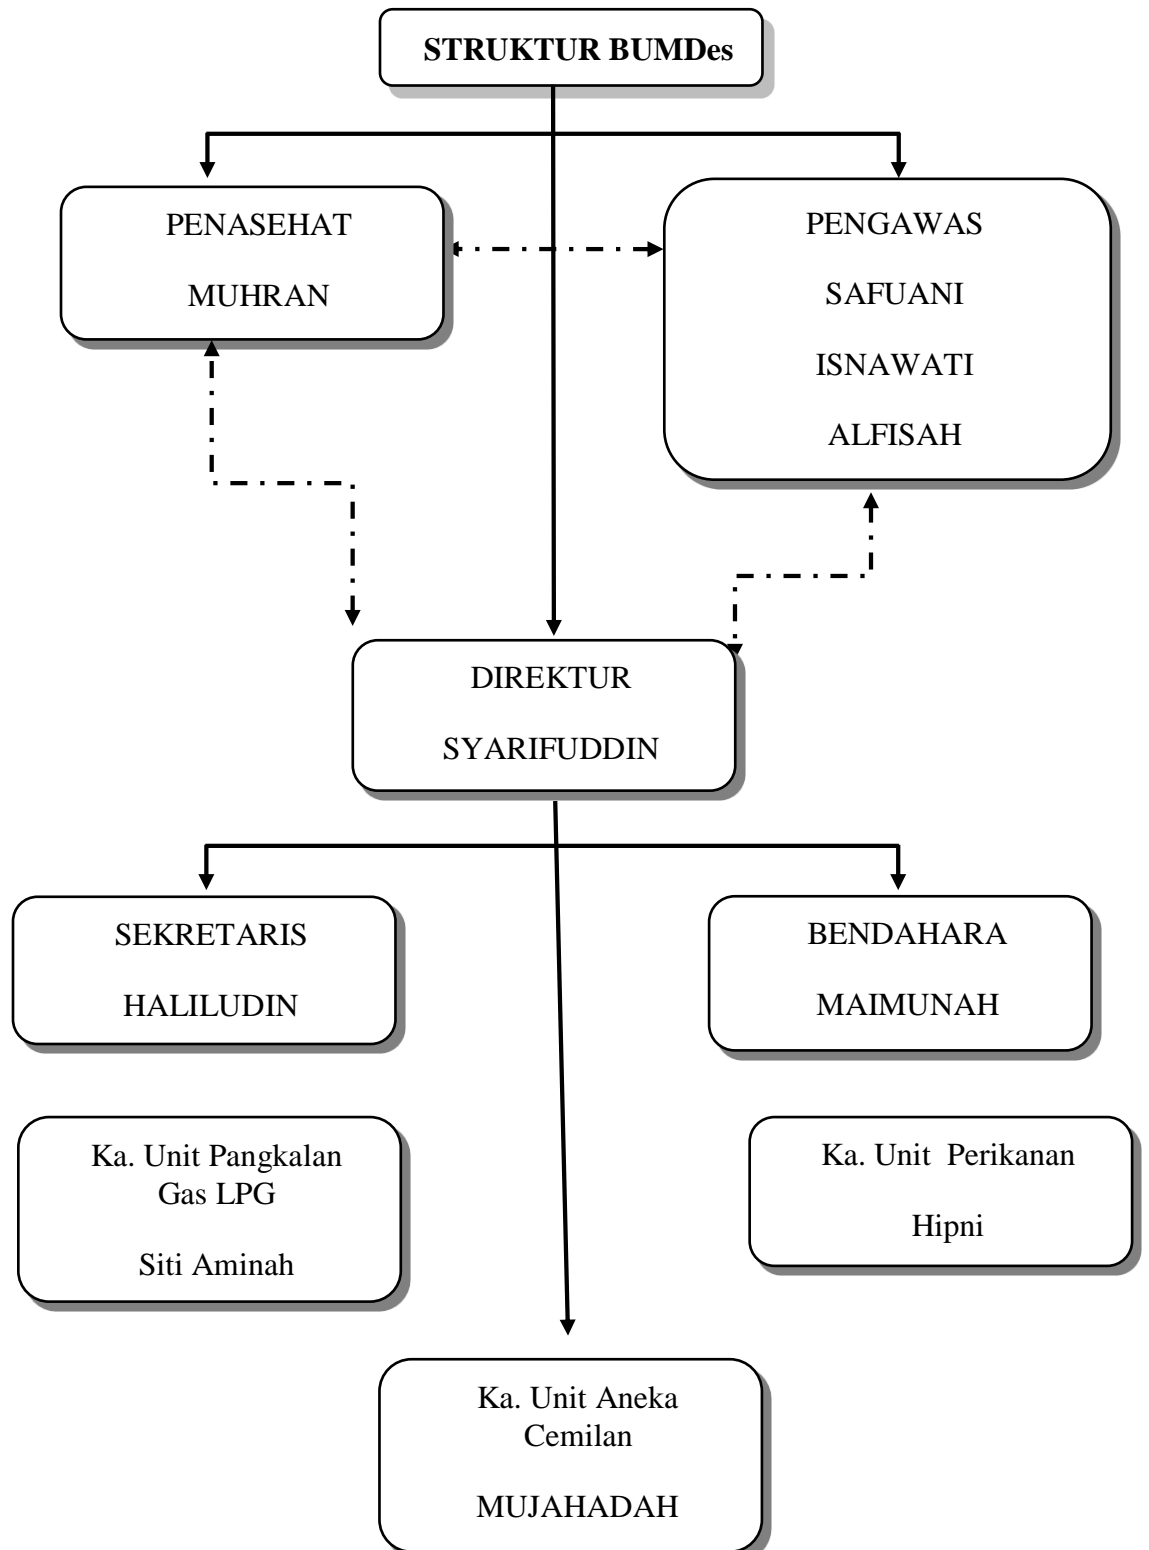 STRUKTUR BUMDes
PENASEHAT
MUHRAN
PENGAWAS
SAFUANI
ISNAWATI
ALFISAH
DIREKTUR
SYARIFUDDIN
SEKRETARIS
HALILUDIN
BENDAHARA
MAIMUNAH
Ka. Unit Pangkalan
Gas LPG
Siti Aminah
Ka. Unit  Perikanan
Hipni
Ka. Unit Aneka
Cemilan
MUJAHADAH